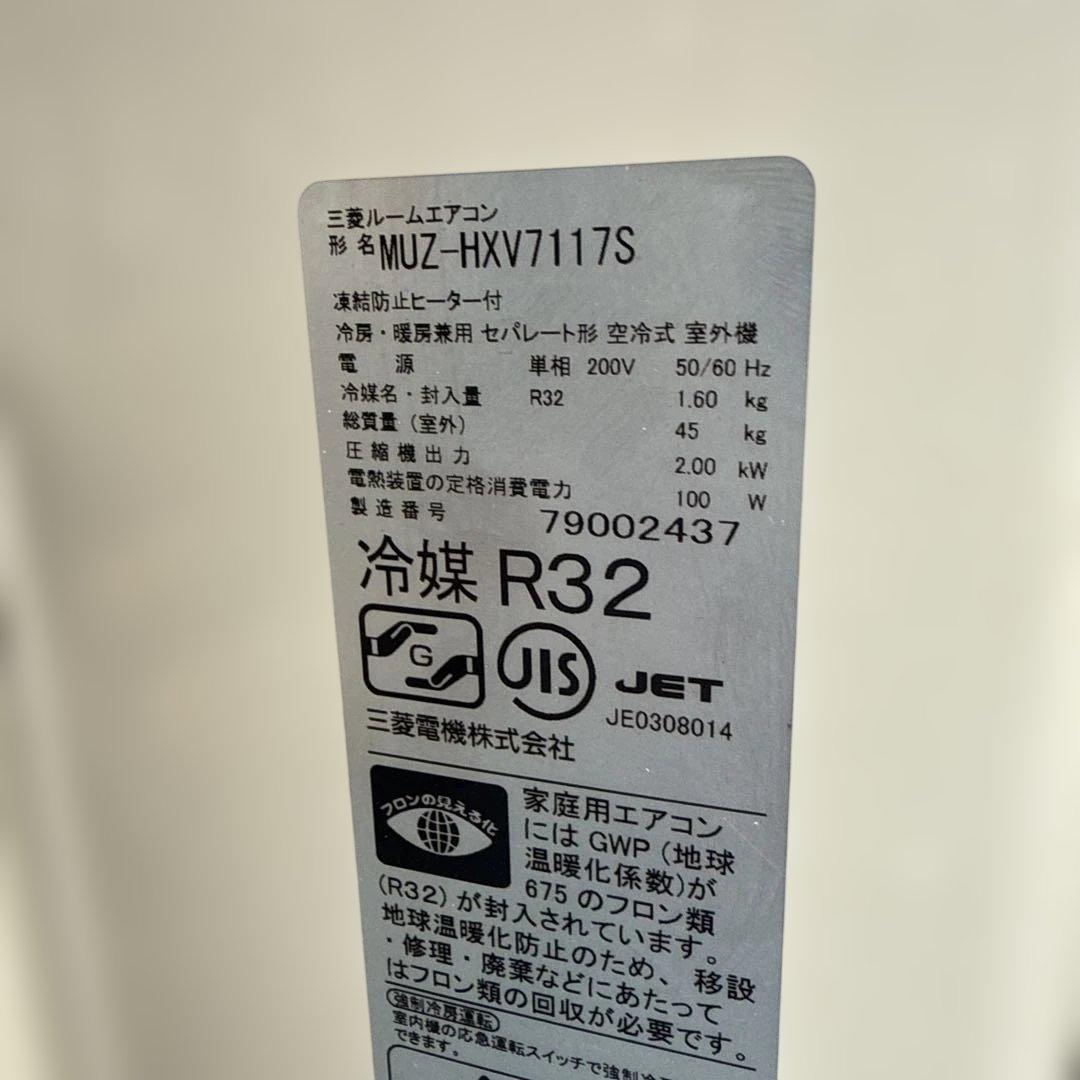 三菱ルームエアコン
形名 MUZ-HXV7117S
凍結防止ヒーター付
冷房・暖房兼用 セパレート形 空冷式 室外機
電源 単相 200V 50/60 Hz
冷媒名・封入量 R32 1.60 kg
総質量（室外） 45 kg
圧縮機出力 2.00 kW
電熱装置の定格消費電力 100 W
製造番号 79002437
冷媒 R32
G
JIS JET
JE0308014
三菱電機株式会社
フロンの見える化
家庭用エアコン
にはGWP（地球
温暖化係数)が
675のフロン類
(R32)が封入されています。
地球温暖化防止のため、移設
・修理・廃棄などにあたって
はフロン類の回収が必要です。
強制冷房運転
室内機の応急運転スイッチで強制冷
できます。